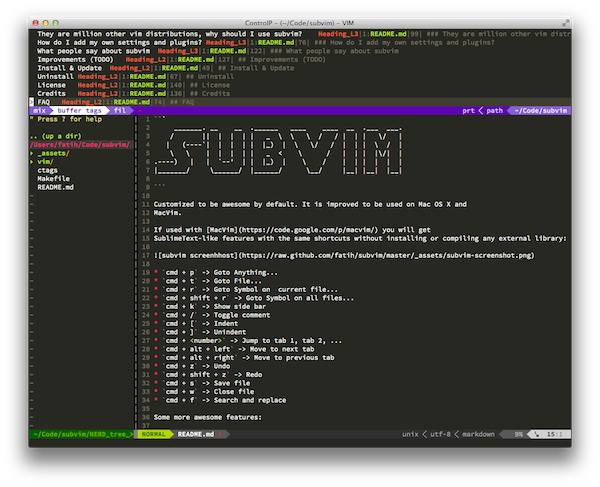 ControlP - (~/Code/subvim) - VIM
They are million other vim distributions, why should I use subvim? Heading_L3|1:README.md|99| ### They are million other vim distr
How do I add my own settings and plugins? Heading_L3|1:README.md|76| ### How do I add my own settings and plugins?
What people say about subvim Heading_L2|1:README.md|122| ## What people say about subvim
Improvements (TODO) Heading_L2|1:README.md|127| ## Improvements (TODO)
Install & Update Heading_L2|1:README.md|49| ## Install & Update
Uninstall Heading_L2|1:README.md|67| ## Uninstall
License Heading_L2|1:README.md|140| ## License
Credits Heading_L2|1:README.md|136| ## Credits
> FAQ Heading_L2|1:README.md|74| ## FAQ
mix buffer tags fil prt path ~/Code/subvim
" Press ? for help
.. (up a dir)
/Users/fatih/Code/subvim/
▸ _assets/
▸ vim/
ctags
Makefile
README.md
1 ```
2
3 SUBVIM
4
5
6
7
8
9 ```
10
11 Customized to be awesome by default. It is improved to be used on Mac OS X and
12 MacVim.
13
14 If used with [MacVim](https://code.google.com/p/macvim/) you will get
15 SublimeText-like features with the same shortcuts without installing or compiling any external library:
16
17 ![subvim screenhhost](https://raw.github.com/fatih/subvim/master/_assets/subvim-screenshot.png)
18
19 * `cmd + p` -> Goto Anything...
20 * `cmd + t` -> Goto File...
21 * `cmd + r` -> Goto Symbol on current file...
22 * `cmd + shift + r` -> Goto Symbol on all files...
23 * `cmd + k` -> Show side bar
24 * `cmd + /` -> Toggle comment
25 * `cmd + [` -> Indent
26 * `cmd + ]` -> Unindent
27 * `cmd + <number>` -> Jump to tab 1, tab 2, ...
28 * `cmd + alt + left` -> Move to next tab
29 * `cmd + alt + right` -> Move to previous tab
30 * `cmd + z` -> Undo
31 * `cmd + shift + z` -> Redo
32 * `cmd + s` -> Save file
33 * `cmd + w` -> Close file
34 * `cmd + f` -> Search and replace
35
36 Some more awesome features:
37
~/Code/subvim/NERD_tree_ NORMAL README.md unix utf-8 markdown 9% 15:1